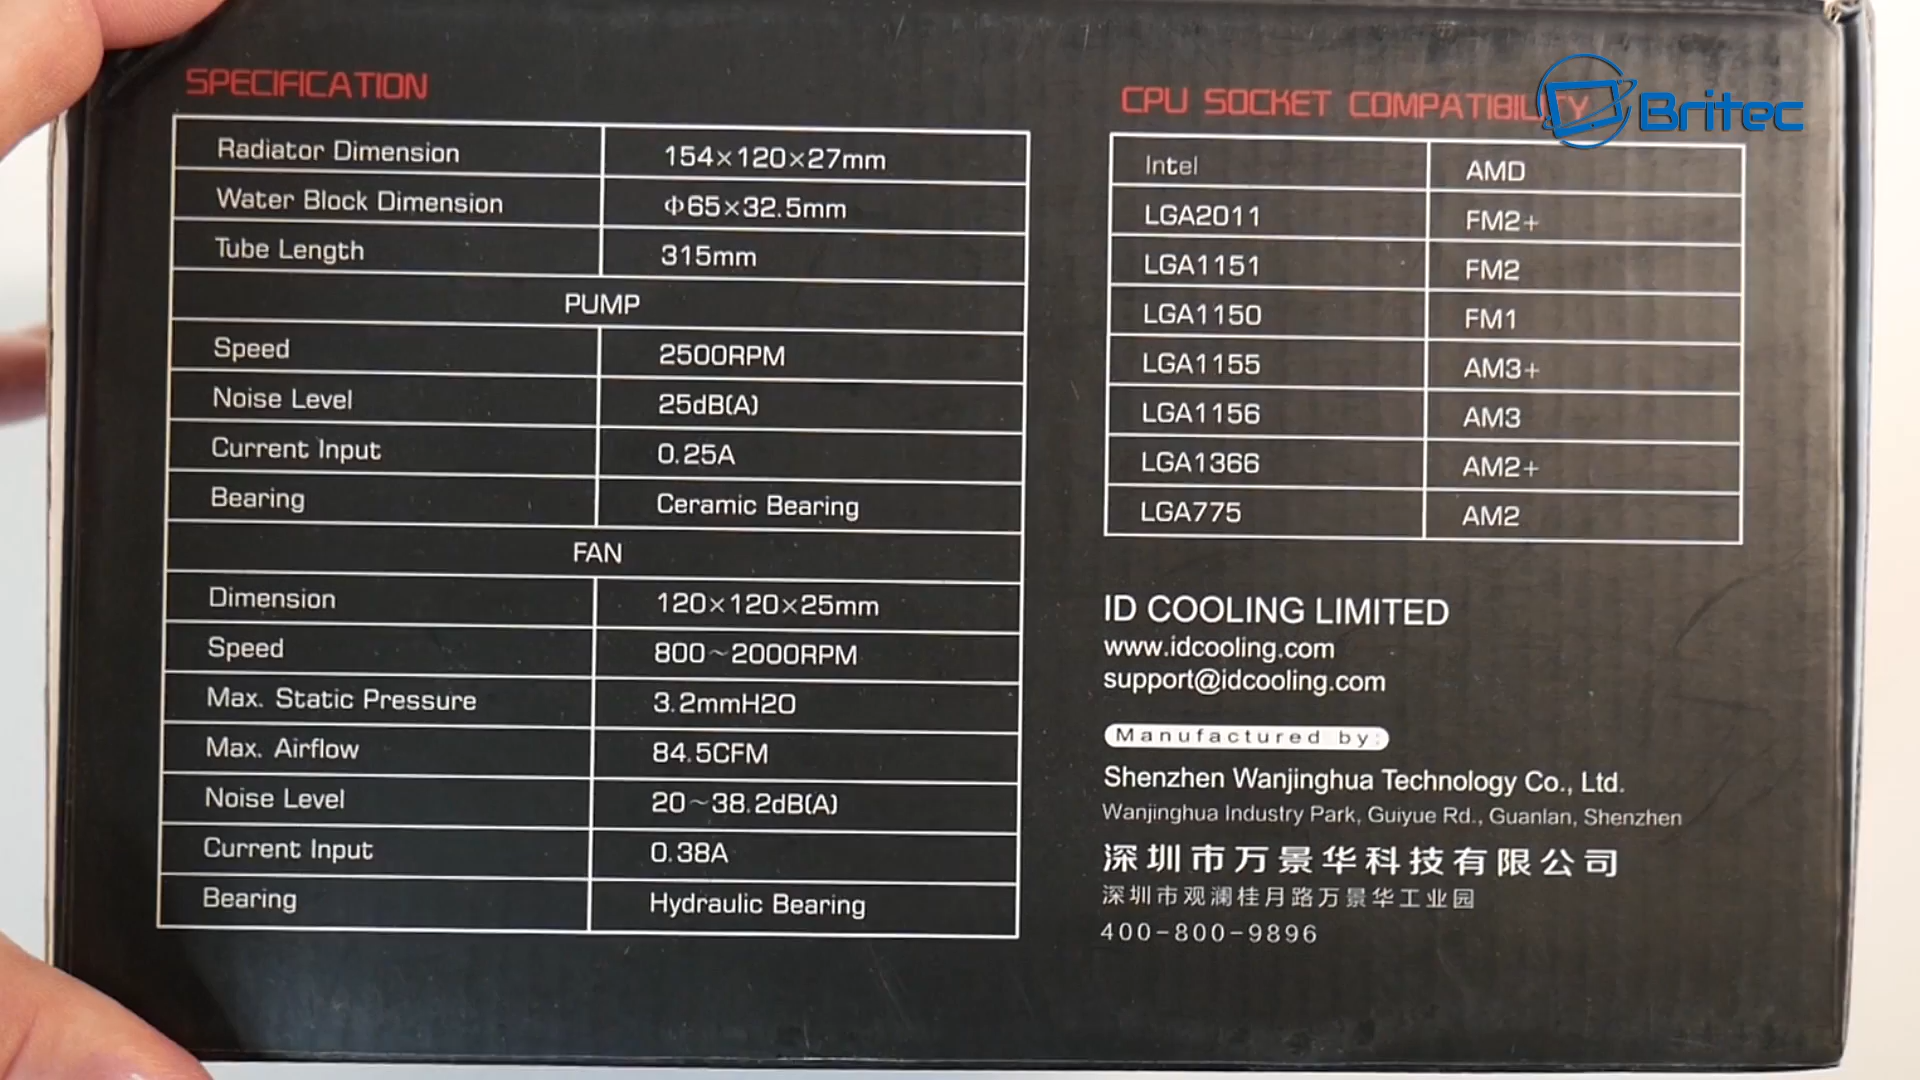 SPECIFICATION
Radiator Dimension 154×120×27mm
Water Block Dimension Φ65×32.5mm
Tube Length 315mm
PUMP
Speed 2500RPM
Noise Level 25dB(A)
Current Input 0.25A
Bearing Ceramic Bearing
FAN
Dimension 120×120×25mm
Speed 800~2000RPM
Max. Static Pressure 3.2mmH2O
Max. Airflow 84.5CFM
Noise Level 20~38.2dB(A)
Current Input 0.38A
Bearing Hydraulic Bearing
CPU SOCKET COMPATIBILITY
Britec
Intel AMD
LGA2011 FM2+
LGA1151 FM2
LGA1150 FM1
LGA1155 AM3+
LGA1156 AM3
LGA1366 AM2+
LGA775 AM2
ID COOLING LIMITED
www.idcooling.com
support@idcooling.com
Manufactured by:
Shenzhen Wanjinghua Technology Co., Ltd.
Wanjinghua Industry Park, Guiyue Rd., Guanlan, Shenzhen
深圳市万景华科技有限公司
深圳市观澜桂月路万景华工业园
400-800-9896